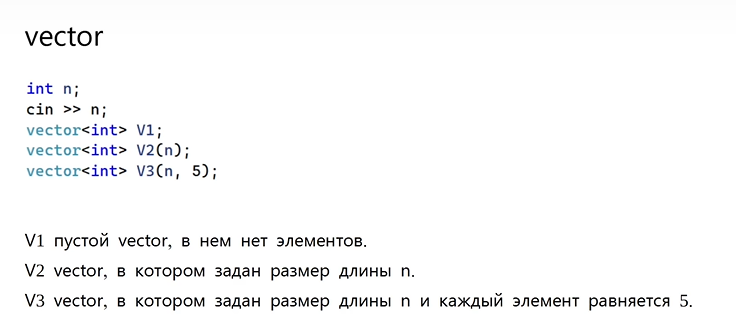 vector
int n;
cin >> n;
vector<int> V1;
vector<int> V2(n);
vector<int> V3(n, 5);
V1 пустой vector, в нем нет элементов.
V2 vector, в котором задан размер длины n.
V3 vector, в котором задан размер длины n и каждый элемент равняется 5.